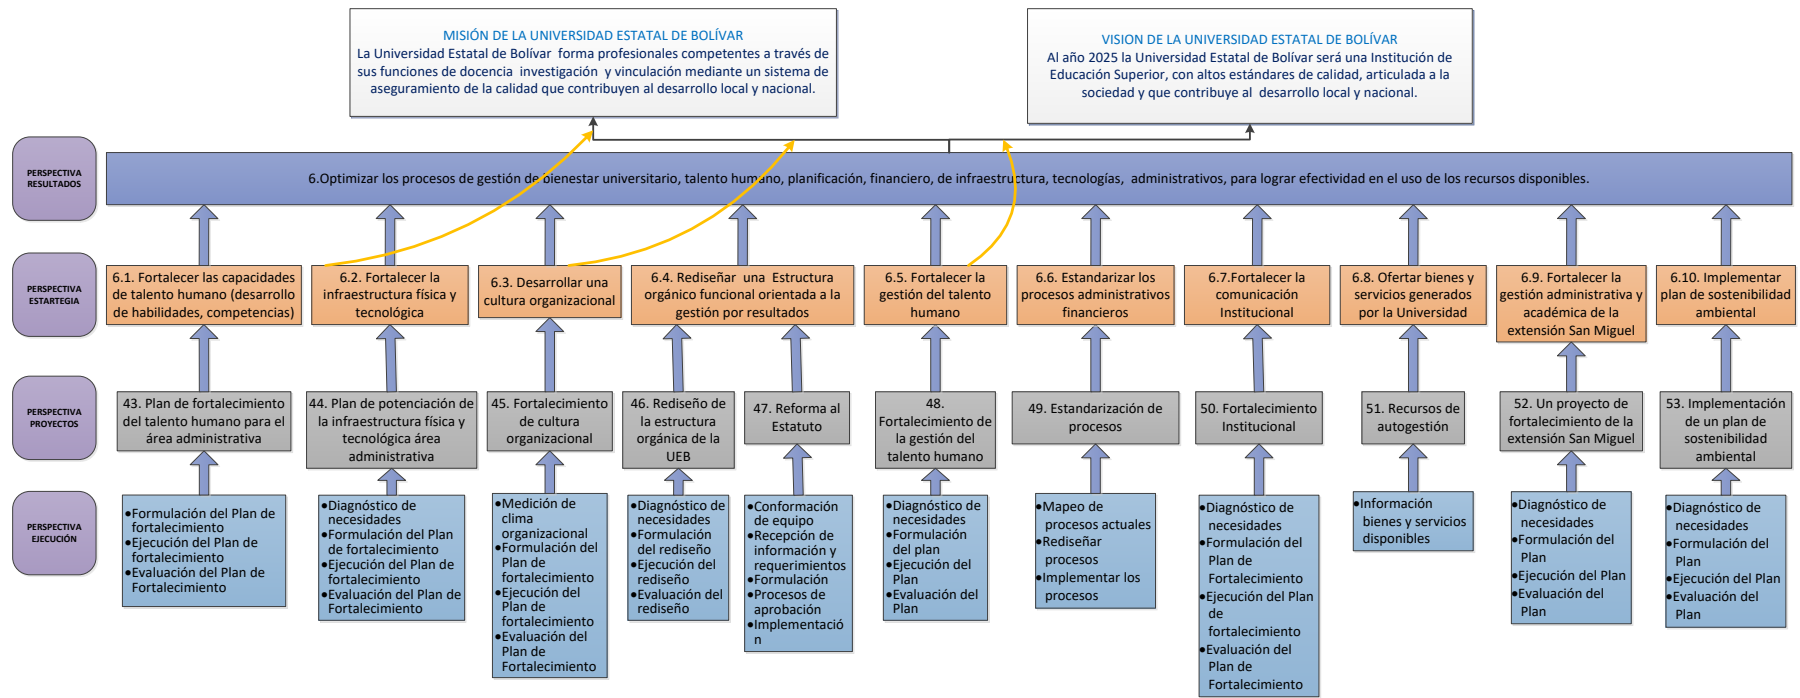 MISIÓN DE LA UNIVERSIDAD ESTATAL DE BOLÍVAR
La Universidad Estatal de Bolívar forma profesionales competentes a través de
sus funciones de docencia investigación y vinculación mediante un sistema de
aseguramiento de la calidad que contribuyen al desarrollo local y nacional.
VISION DE LA UNIVERSIDAD ESTATAL DE BOLÍVAR
Al año 2025 la Universidad Estatal de Bolívar será una Institución de
Educación Superior, con altos estándares de calidad, articulada a la
sociedad y que contribuye al desarrollo local y nacional.
PERSPECTIVA
RESULTADOS
6.Optimizar los procesos de gestión de bienestar universitario, talento humano, planificación, financiero, de infraestructura, tecnologías, administrativos, para lograr efectividad en el uso de los recursos disponibles.
PERSPECTIVA
ESTARTEGIA
6.1. Fortalecer las capacidades
de talento humano (desarrollo
de habilidades, competencias)
6.2. Fortalecer la
infraestructura física y
tecnológica
6.3. Desarrollar una
cultura organizacional
6.4. Rediseñar una Estructura
orgánico funcional orientada a la
gestión por resultados
6.5. Fortalecer la
gestión del talento
humano
6.6. Estandarizar los
procesos administrativos
financieros
6.7.Fortalecer la
comunicación
Institucional
6.8. Ofertar bienes y
servicios generados
por la Universidad
6.9. Fortalecer la
gestión administrativa y
académica de la
extensión San Miguel
6.10. Implementar
plan de sostenibilidad
ambiental
PERSPECTIVA
PROYECTOS
43. Plan de fortalecimiento
del talento humano para el
área administrativa
44. Plan de potenciación de
la infraestructura física y
tecnológica área
administrativa
45. Fortalecimiento
de cultura
organizacional
46. Rediseño de
la estructura
orgánica de la
UEB
47. Reforma al
Estatuto
48.
Fortalecimiento de
la gestión del
talento humano
49. Estandarización de
procesos
50. Fortalecimiento
Institucional
51. Recursos de
autogestión
52. Un proyecto de
fortalecimiento de la
extensión San Miguel
53. Implementación
de un plan de
sostenibilidad
ambiental
PERSPECTIVA
EJECUCIÓN
•Formulación del Plan de
fortalecimiento
•Ejecución del Plan de
fortalecimiento
•Evaluación del Plan de
Fortalecimiento
•Diagnóstico de
necesidades
•Formulación del Plan
de fortalecimiento
•Ejecución del Plan de
fortalecimiento
•Evaluación del Plan de
Fortalecimiento
•Medición de
clima
organizacional
•Formulación del
Plan de
fortalecimiento
•Ejecución del
Plan de
fortalecimiento
•Evaluación del
Plan de
Fortalecimiento
•Diagnóstico de
necesidades
•Formulación
del rediseño
•Ejecución del
rediseño
•Evaluación del
rediseño
•Conformación
de equipo
•Recepción de
información y
requerimientos
•Formulación
•Procesos de
aprobación
•Implementació
n
•Diagnóstico de
necesidades
•Formulación
del plan
•Ejecución del
Plan
•Evaluación del
Plan
•Mapeo de
procesos actuales
•Rediseñar
procesos
•Implementar los
procesos
•Diagnóstico de
necesidades
•Formulación del
Plan de
Fortalecimiento
•Ejecución del Plan
de
fortalecimiento
•Evaluación del
Plan de
Fortalecimiento
•Información
bienes y servicios
disponibles
•Diagnóstico de
necesidades
•Formulación del
Plan
•Ejecución del Plan
•Evaluación del
Plan
•Diagnóstico de
necesidades
•Formulación del
Plan
•Ejecución del Plan
•Evaluación del
Plan